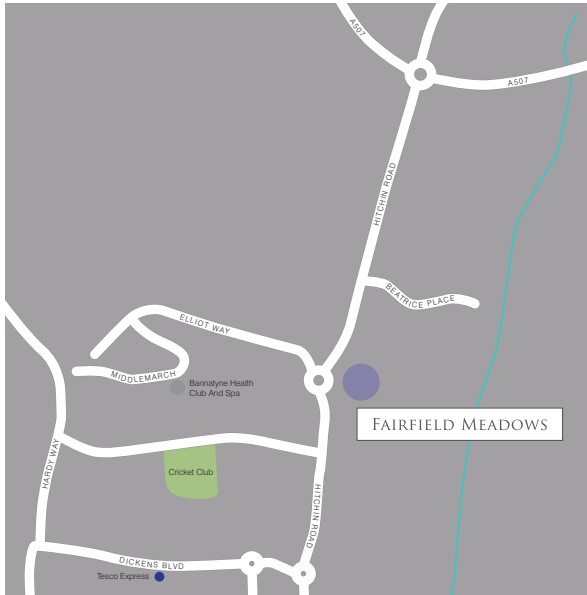 A507
A507
HITCHIN ROAD
BEATRICE PLACE
ELLIOT WAY
MIDDLEMARCH
Bannatyne Health
Club And Spa
FAIRFIELD MEADOWS
HARDY WAY
Cricket Club
HITCHIN ROAD
DICKENS BLVD
Tesco Express